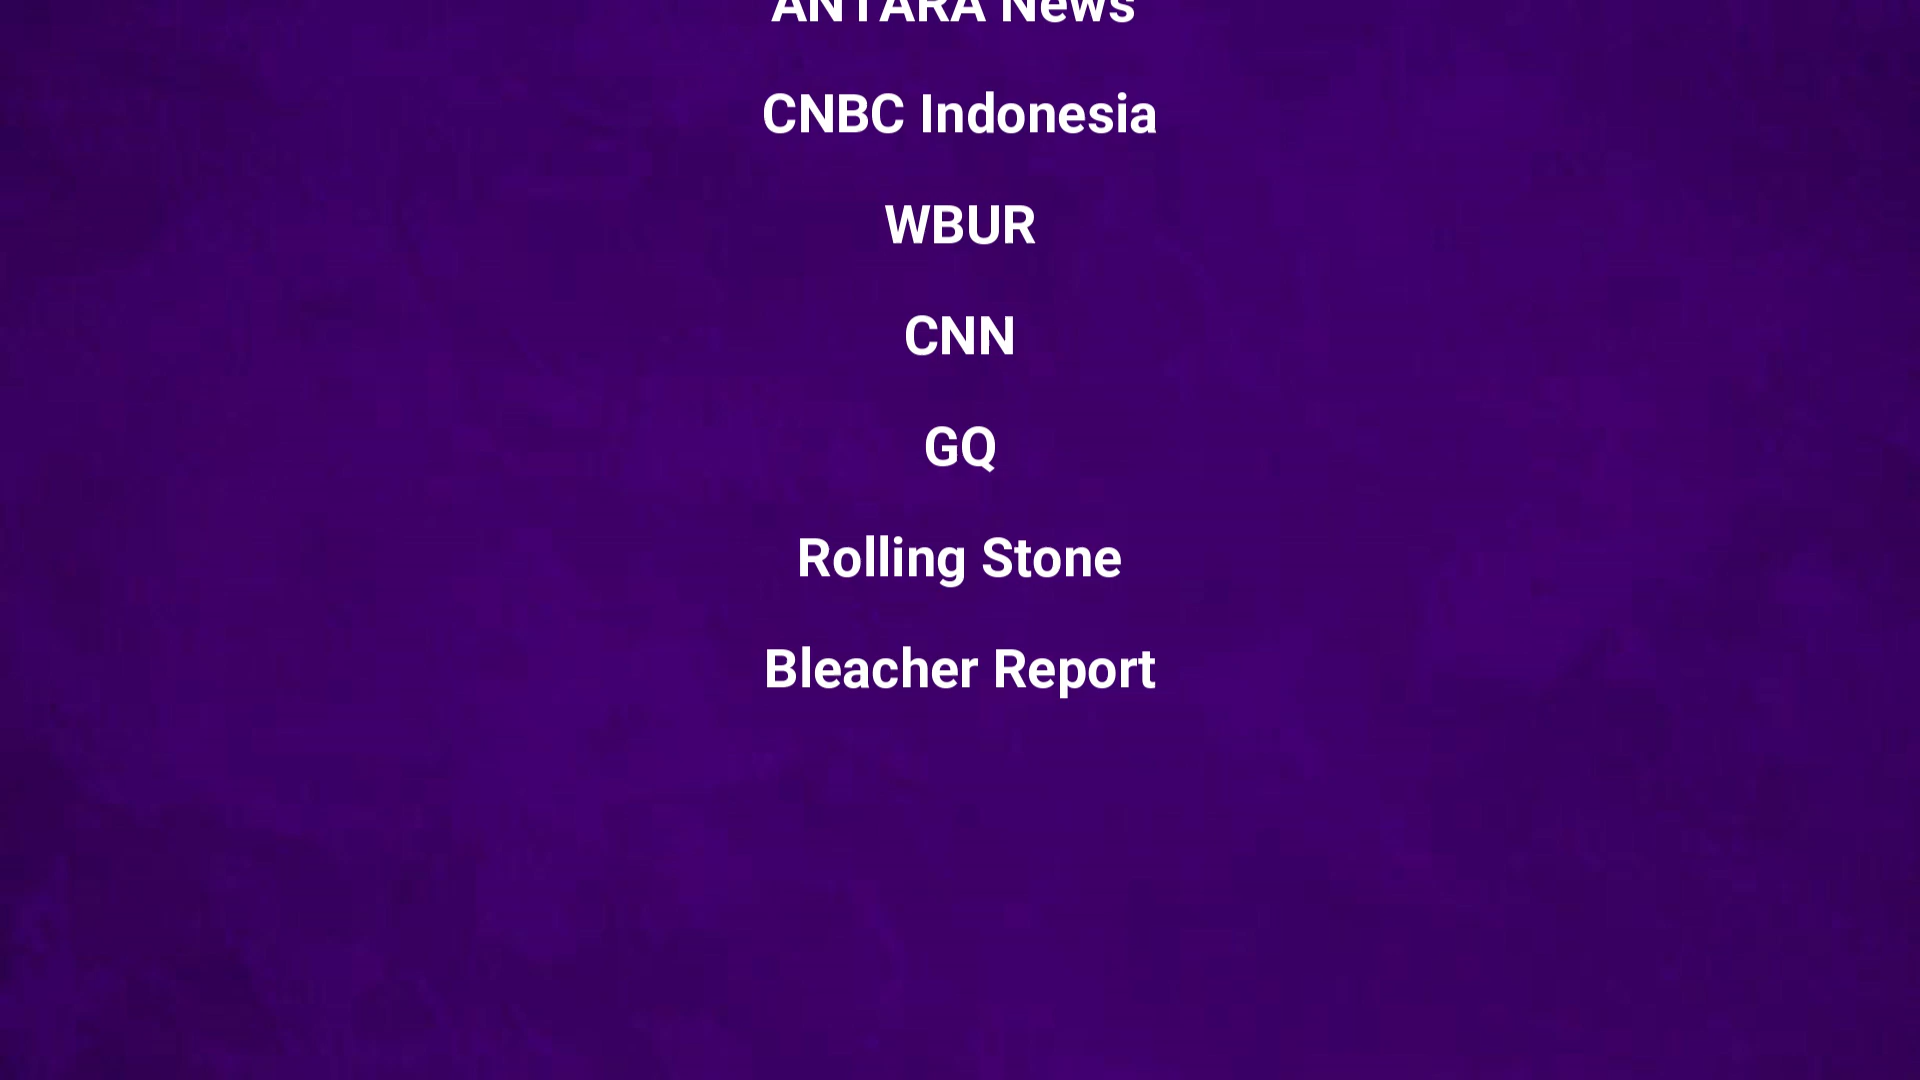 ANTARA News
CNBC Indonesia
WBUR
CNN
GQ
Rolling Stone
Bleacher Report